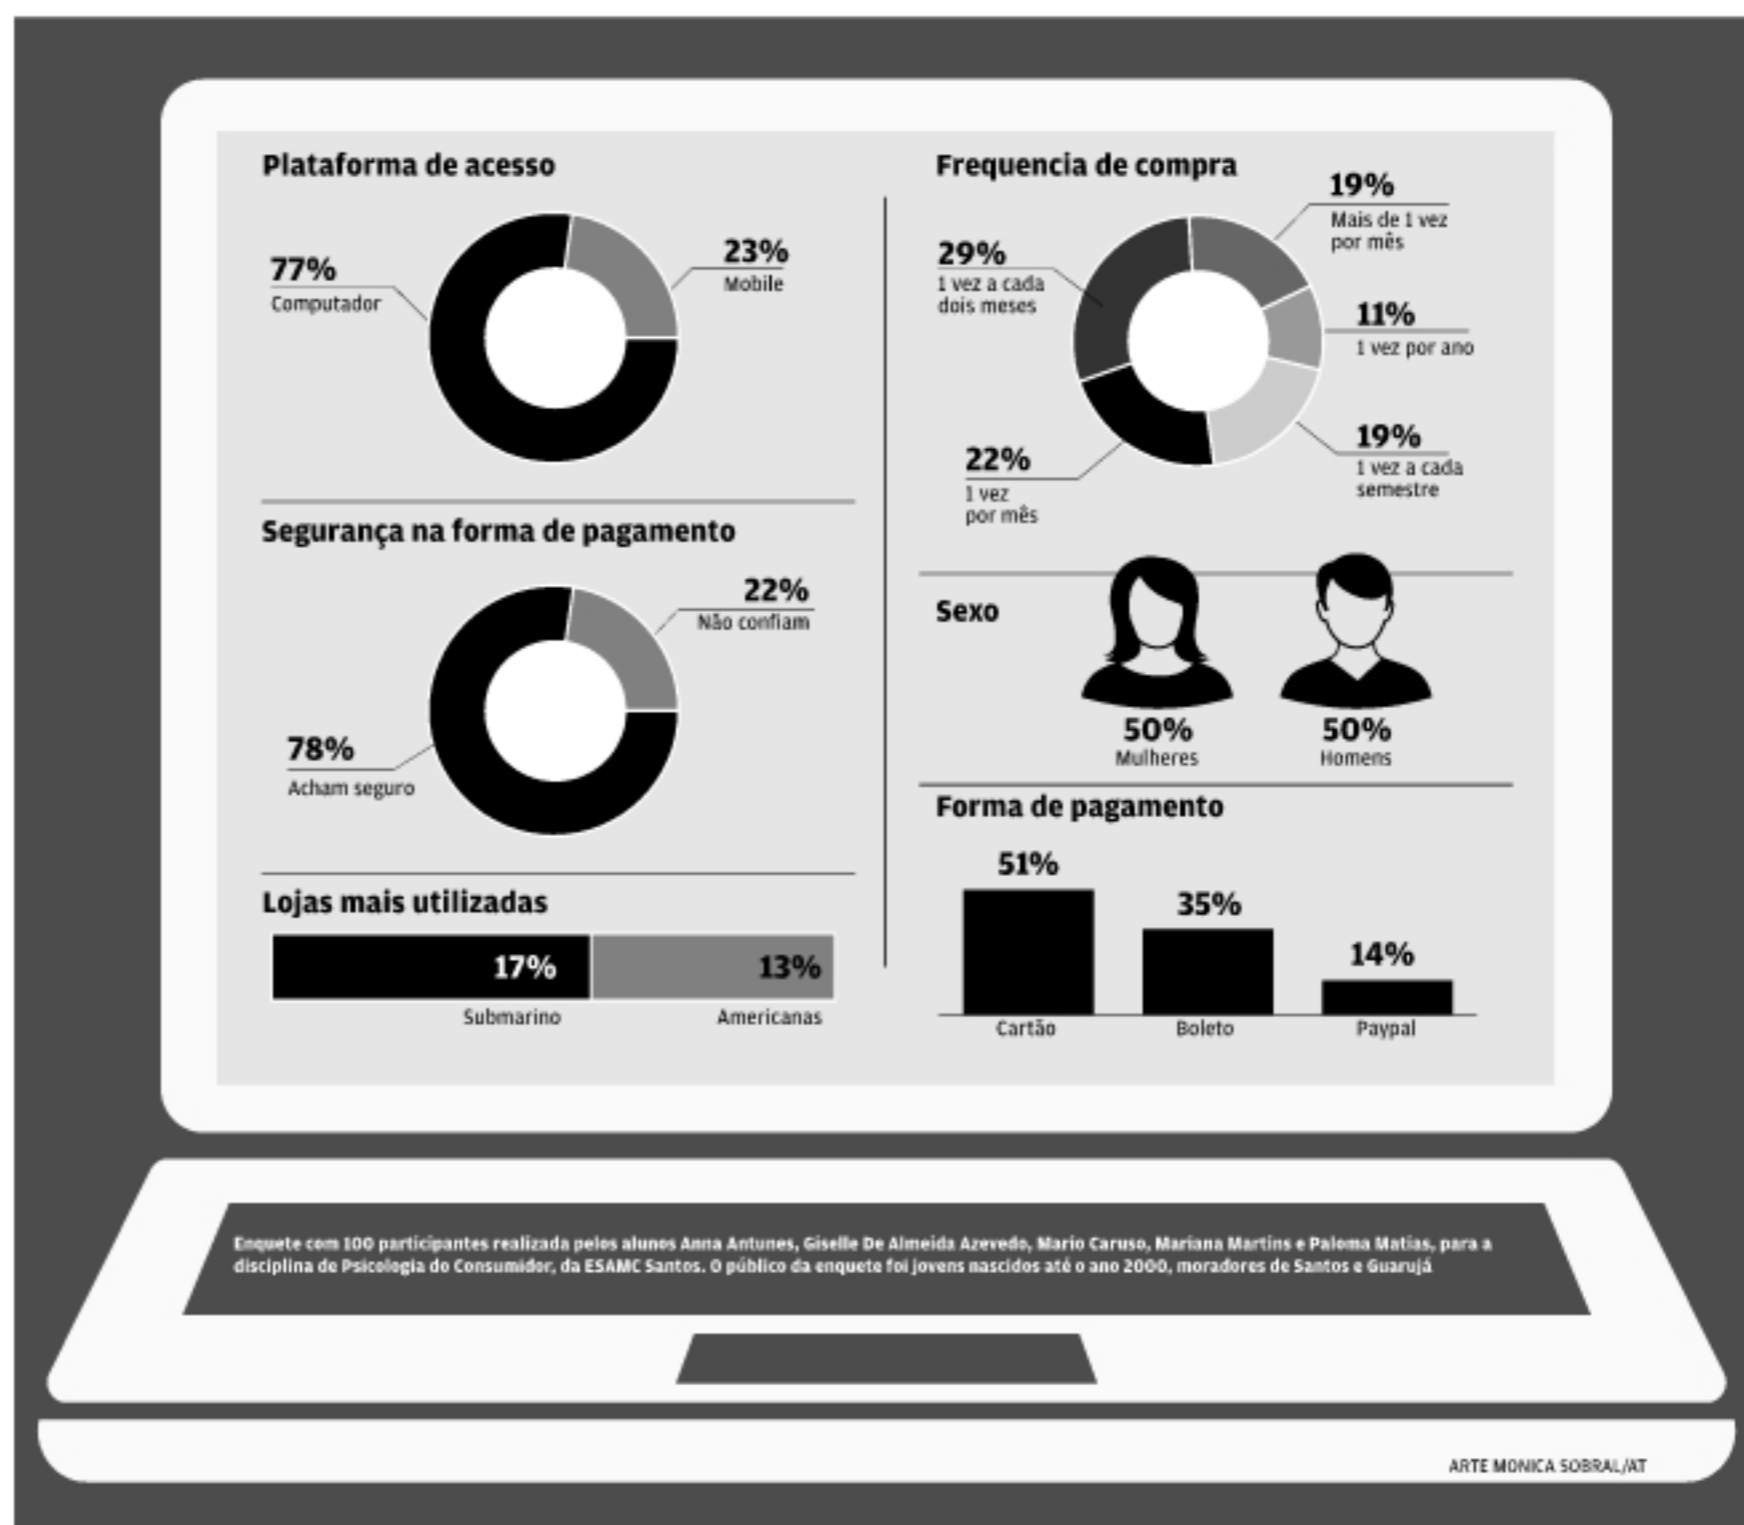 Plataforma de acesso
77%
Computador
23%
Mobile
Segurança na forma de pagamento
22%
Não confiam
78%
Acham seguro
Lojas mais utilizadas
17%
13%
Submarino
Americanas
Frequencia de compra
19%
Mais de 1 vez
por mês
29%
1 vez a cada
dois meses
11%
1 vez por ano
19%
1 vez a cada
semestre
22%
1 vez
por mês
Sexo
50%
Mulheres
50%
Homens
Forma de pagamento
51%
35%
14%
Cartão
Boleto
Paypal
Enquete com 100 participantes realizada pelos alunos Anna Antunes, Giselle De Almeida Azevedo, Mario Caruso, Mariana Martins e Paloma Matias, para a
disciplina de Psicologia do Consumidor, da ESAMC Santos. O público da enquete foi jovens nascidos até o ano 2000, moradores de Santos e Guarujá
ARTE MONICA SOBRAL/AT